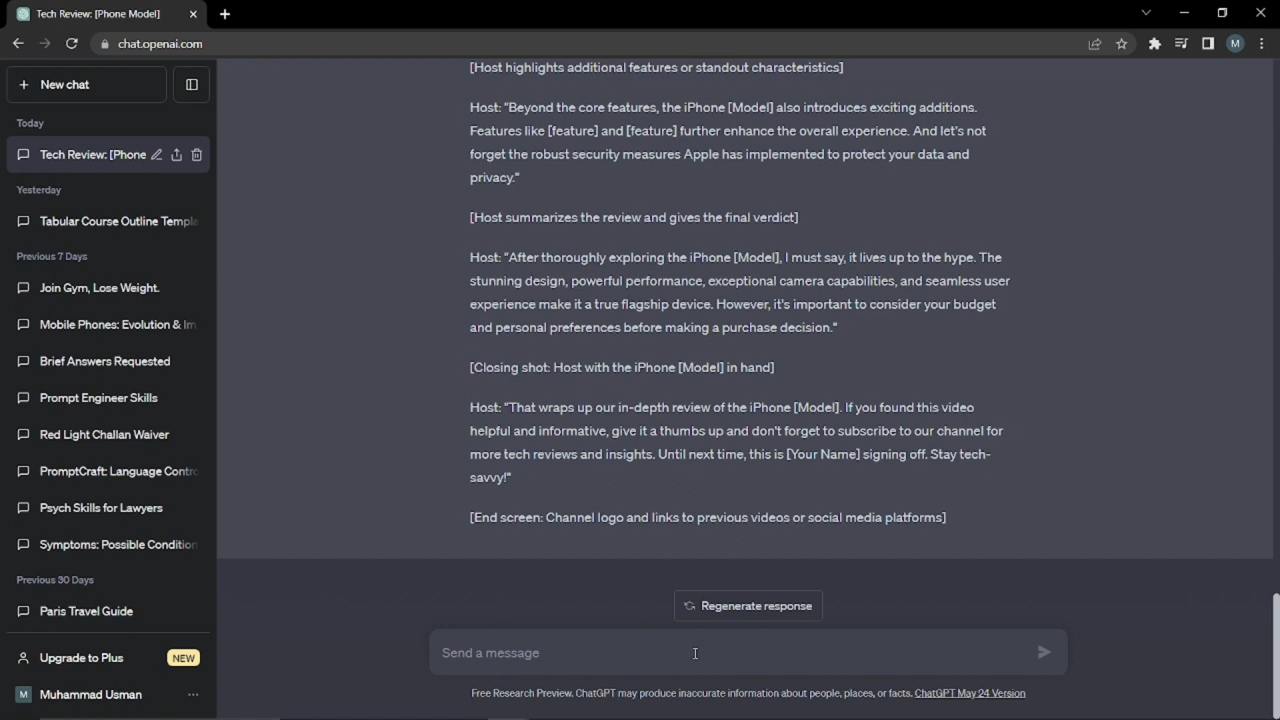 Tech Review: [Phone Model]
chat.openai.com
M
New chat
Today
Tech Review: [Phone
Yesterday
Tabular Course Outline Templa
Previous 7 Days
Join Gym, Lose Weight.
Mobile Phones: Evolution & Im
Brief Answers Requested
Prompt Engineer Skills
Red Light Challan Waiver
PromptCraft: Language Contro
Psych Skills for Lawyers
Symptoms: Possible Condition
Previous 30 Days
Paris Travel Guide
Upgrade to Plus
NEW
M
Muhammad Usman
[Host highlights additional features or standout characteristics]
Host: "Beyond the core features, the iPhone [Model] also introduces exciting additions.
Features like [feature] and [feature] further enhance the overall experience. And let's not
forget the robust security measures Apple has implemented to protect your data and
privacy."
[Host summarizes the review and gives the final verdict]
Host: "After thoroughly exploring the iPhone [Model], I must say, it lives up to the hype. The
stunning design, powerful performance, exceptional camera capabilities, and seamless user
experience make it a true flagship device. However, it's important to consider your budget
and personal preferences before making a purchase decision."
[Closing shot: Host with the iPhone [Model] in hand]
Host: "That wraps up our in-depth review of the iPhone [Model]. If you found this video
helpful and informative, give it a thumbs up and don't forget to subscribe to our channel for
more tech reviews and insights. Until next time, this is [Your Name] signing off. Stay tech-
savvy!"
[End screen: Channel logo and links to previous videos or social media platforms]
Regenerate response
Send a message
Free Research Preview. ChatGPT may produce inaccurate information about people, places, or facts. ChatGPT May 24 Version